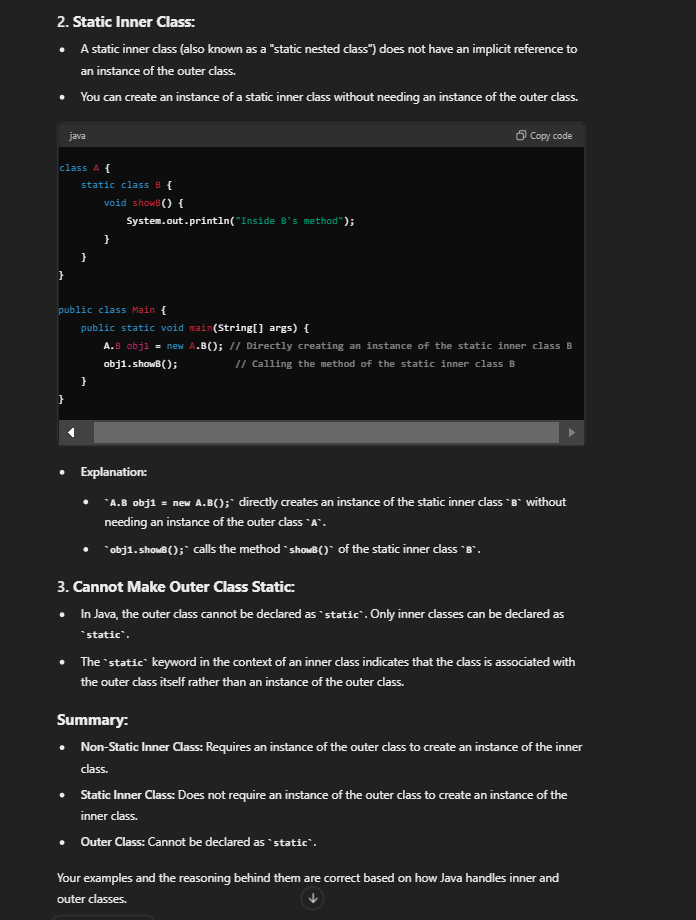 2. Static Inner Class:
• A static inner class (also known as a "static nested class") does not have an implicit reference to
an instance of the outer class.
• You can create an instance of a static inner class without needing an instance of the outer class.
java Copy code
class A {
    static class B {
        void showB() {
            System.out.println("Inside B's method");
        }
    }
}

public class Main {
    public static void main(String[] args) {
        A.B obj1 = new A.B(); // Directly creating an instance of the static inner class B
        obj1.showB();          // Calling the method of the static inner class B
    }
}
• Explanation:
• `A.B obj1 = new A.B();` directly creates an instance of the static inner class `B` without
needing an instance of the outer class `A`.
• `obj1.showB();` calls the method `showB()` of the static inner class `B`.
3. Cannot Make Outer Class Static:
• In Java, the outer class cannot be declared as `static`. Only inner classes can be declared as
`static`.
• The `static` keyword in the context of an inner class indicates that the class is associated with
the outer class itself rather than an instance of the outer class.
Summary:
• Non-Static Inner Class: Requires an instance of the outer class to create an instance of the inner
class.
• Static Inner Class: Does not require an instance of the outer class to create an instance of the
inner class.
• Outer Class: Cannot be declared as `static`.
Your examples and the reasoning behind them are correct based on how Java handles inner and
outer classes.